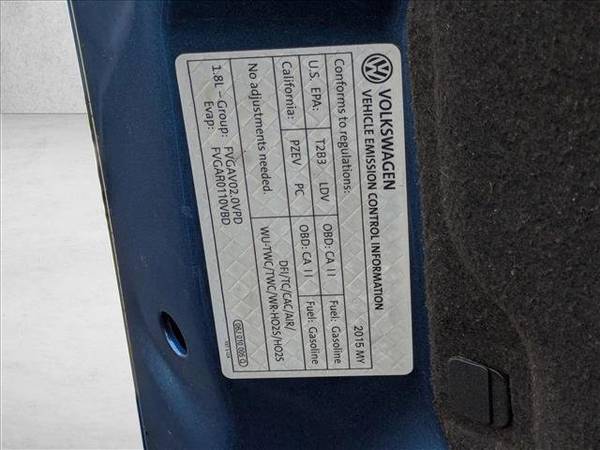 VOLKSWAGEN
VEHICLE EMISSION CONTROL INFORMATION
Conforms to regulations: 2015 MY
U.S. EPA: T2B3 LDV OBD: CA II Fuel: Gasoline
California: PZEV PC OBD: CA II Fuel: Gasoline
No adjustments needed.
DFI/TC/CAC/AIR/
WU-TWC/TWC/WR-HO2S/HO2S
1.8L – Group: FVGAV02.0VPD
Evap: FVGAR0110VBD